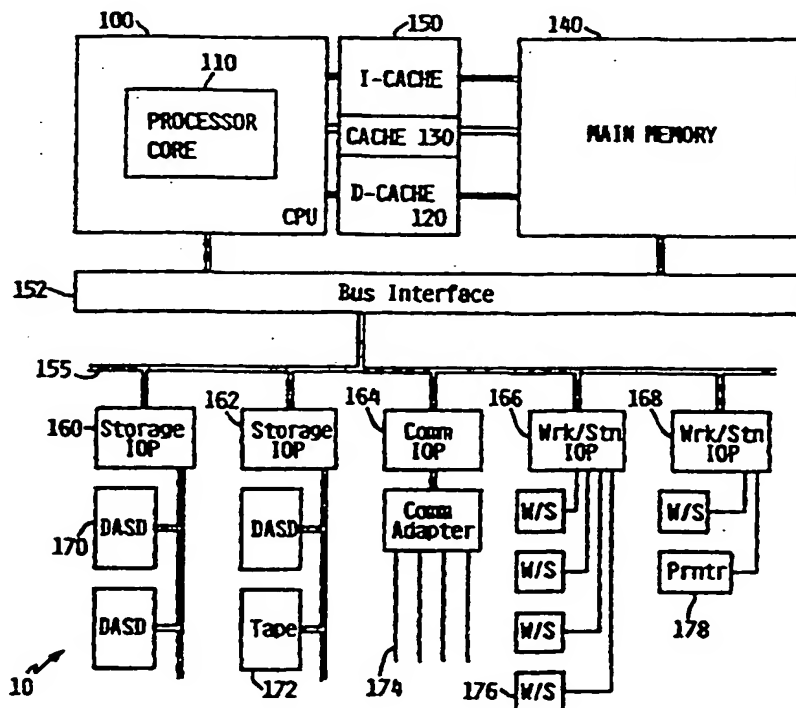 100
150
140
110
I-CACHE
PROCESSOR
CORE
CACHE 130
MAIN MEMORY
D-CACHE
CPU
120
152
Bus Interface
155
160
162
164
166
168
Storage
IOP
Storage
IOP
Comm
IOP
Wrk/Stn
IOP
Wrk/Stn
IOP
170
DASD
DASD
Comm
Adapter
W/S
W/S
W/S
Prntr
178
DASD
Tape
W/S
10
172
174
176
W/S